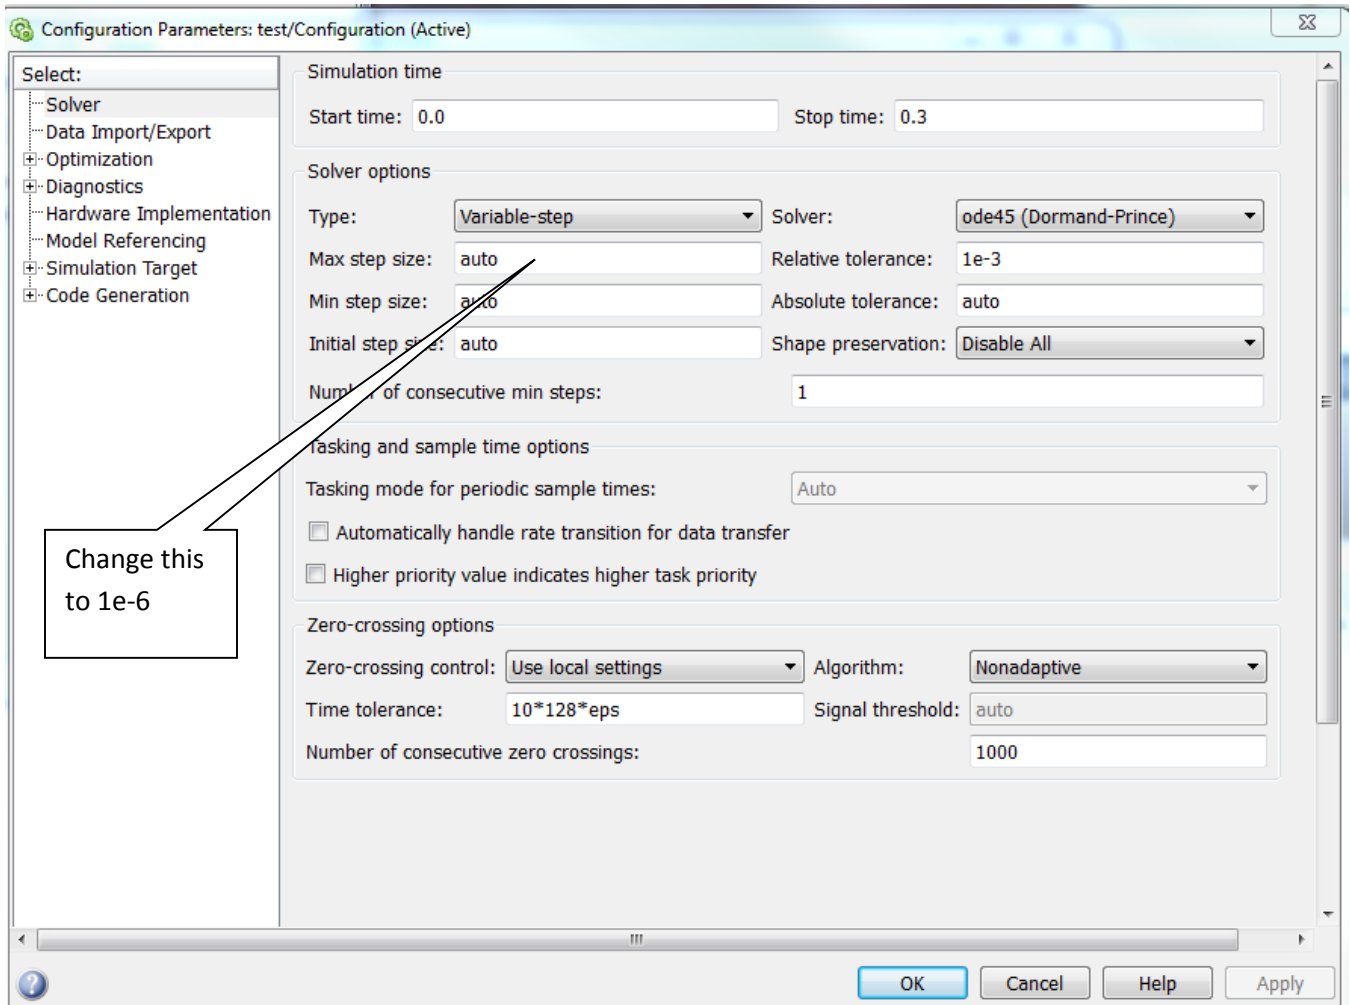 Configuration Parameters: test/Configuration (Active)
Select:
Solver
Data Import/Export
Optimization
Diagnostics
Hardware Implementation
Model Referencing
Simulation Target
Code Generation
Simulation time
Start time: 0.0 Stop time: 0.3
Solver options
Type: Variable-step Solver: ode45 (Dormand-Prince)
Max step size: auto Relative tolerance: 1e-3
Min step size: auto Absolute tolerance: auto
Initial step size: auto Shape preservation: Disable All
Number of consecutive min steps: 1
Tasking and sample time options
Tasking mode for periodic sample times: Auto
Automatically handle rate transition for data transfer
Higher priority value indicates higher task priority
Change this
to 1e-6
Zero-crossing options
Zero-crossing control: Use local settings Algorithm: Nonadaptive
Time tolerance: 10*128*eps Signal threshold: auto
Number of consecutive zero crossings: 1000
OK Cancel Help Apply